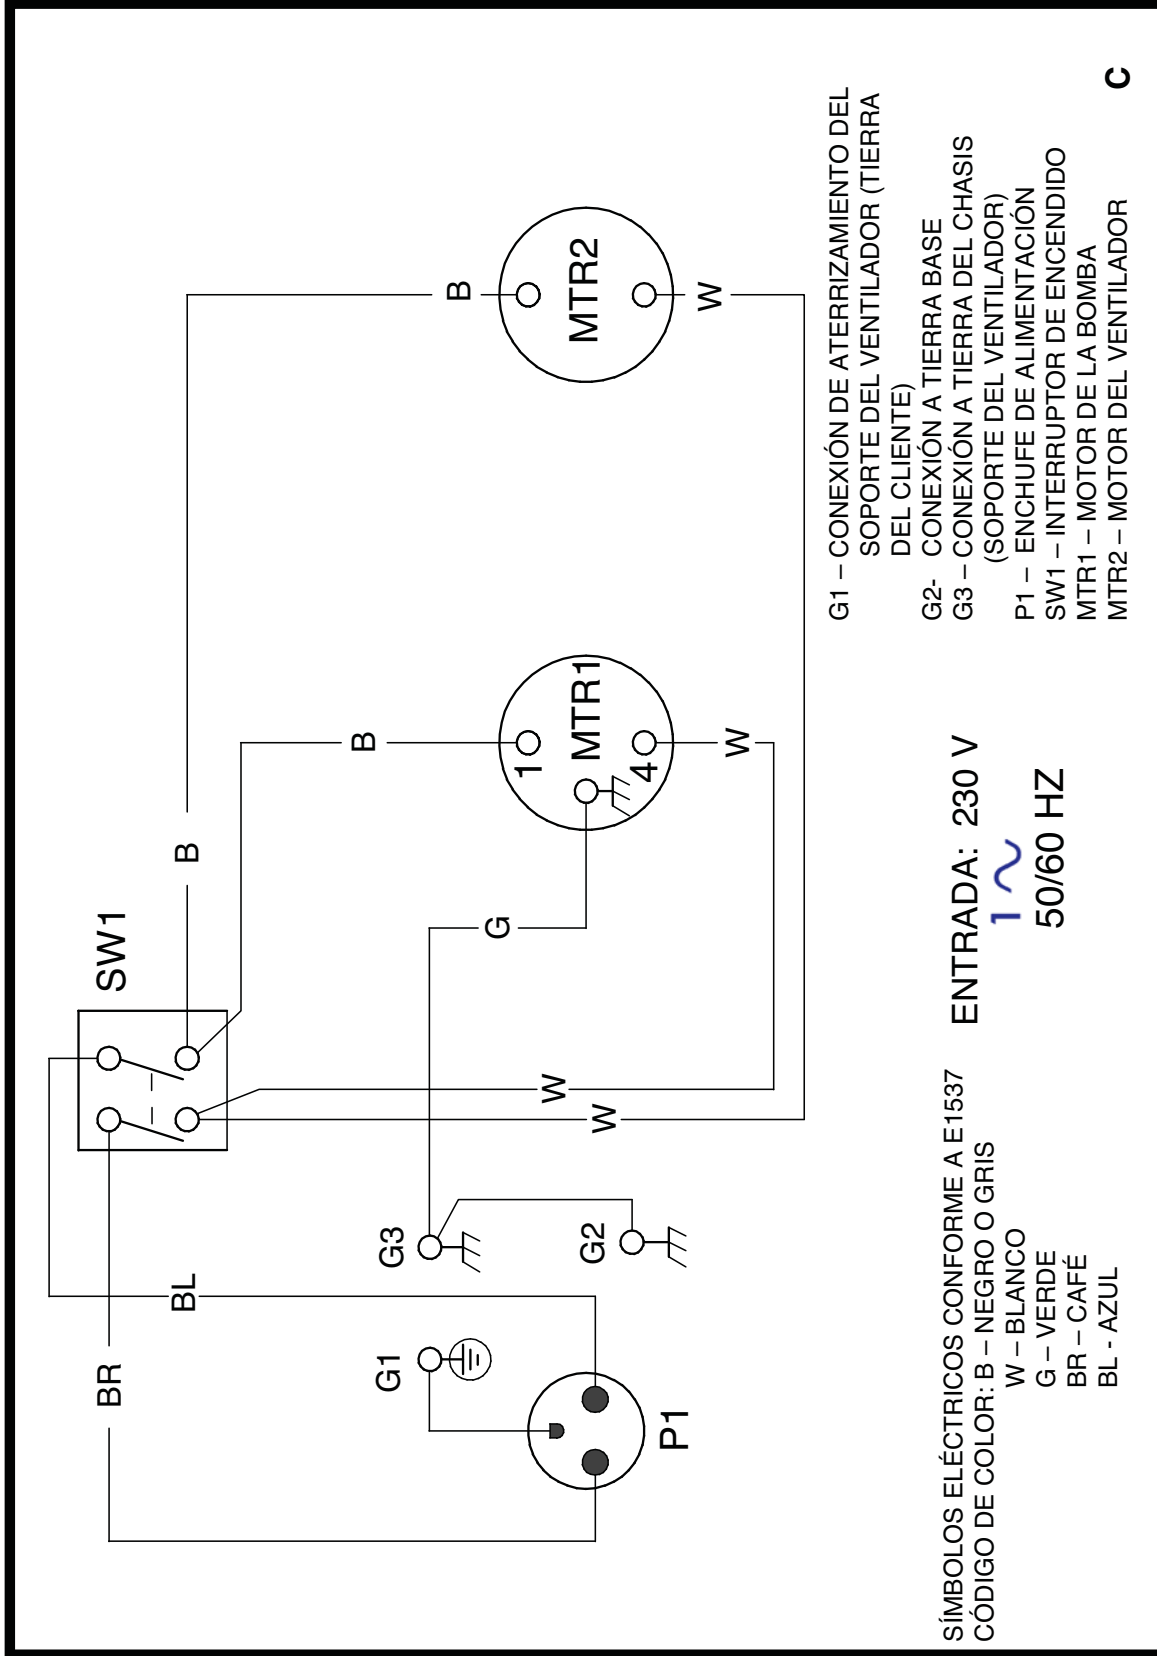 SW1
BR
BL
B
B
B
G
W
W
W
W
G1
G3
G2
P1
1
MTR1
4
MTR2
SÍMBOLOS ELÉCTRICOS CONFORME A E1537
CÓDIGO DE COLOR: B – NEGRO O GRIS
W – BLANCO
G – VERDE
BR – CAFÉ
BL - AZUL
ENTRADA: 230 V
1 ~
50/60 HZ
G1 – CONEXIÓN DE ATERRIZAMIENTO DEL
SOPORTE DEL VENTILADOR (TIERRA
DEL CLIENTE)
G2- CONEXIÓN A TIERRA BASE
G3 – CONEXIÓN A TIERRA DEL CHASIS
(SOPORTE DEL VENTILADOR)
P1 – ENCHUFE DE ALIMENTACIÓN
SW1 – INTERRUPTOR DE ENCENDIDO
MTR1 – MOTOR DE LA BOMBA
MTR2 – MOTOR DEL VENTILADOR
C